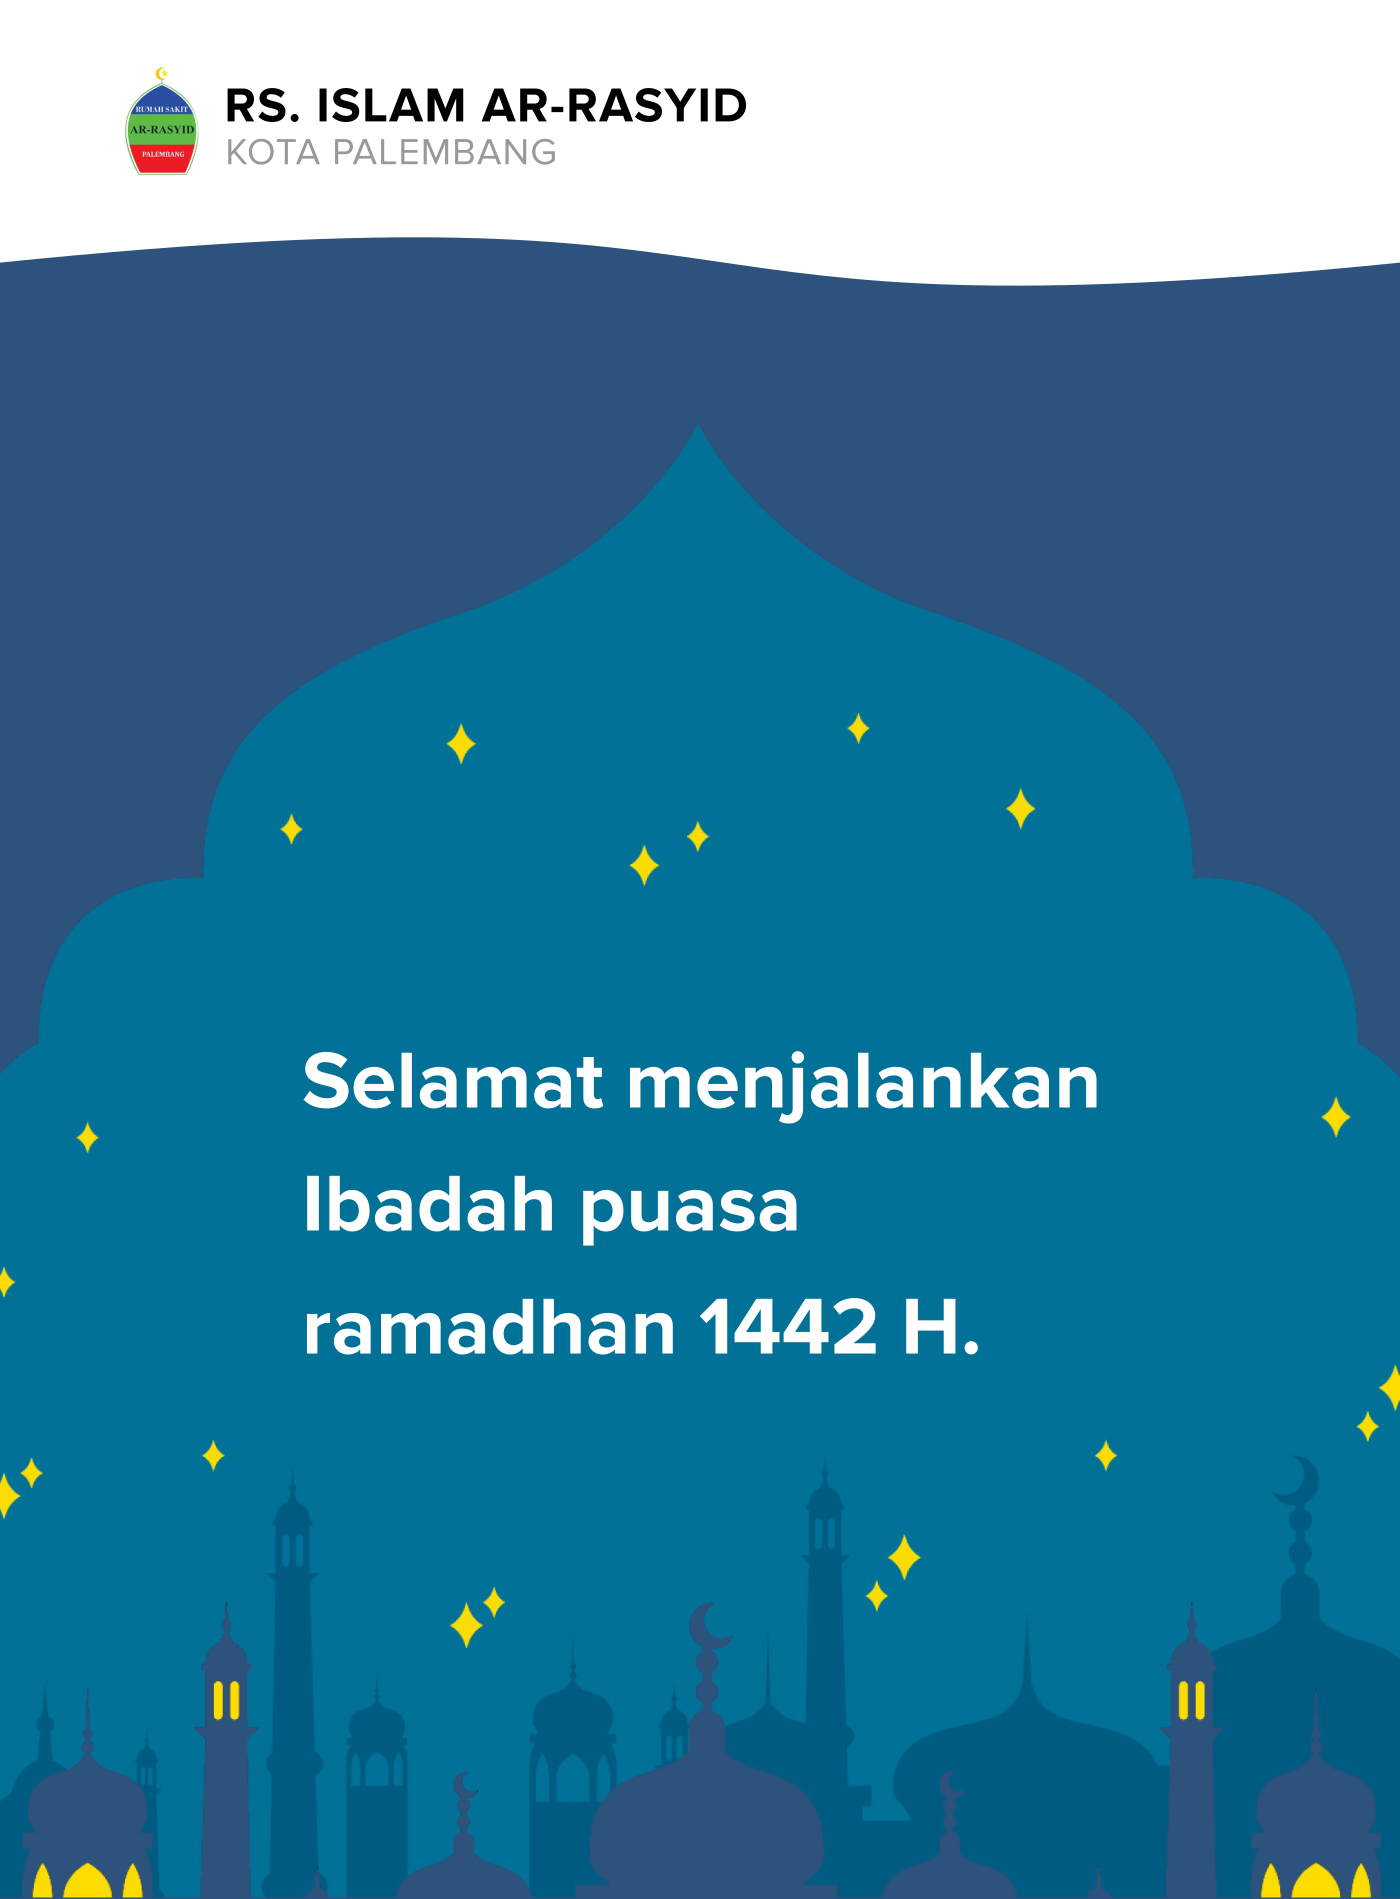 RUMAH SAKIT
AR-RASYID
PALEMBANG
RS. ISLAM AR-RASYID
KOTA PALEMBANG
Selamat menjalankan
Ibadah puasa
ramadhan 1442 H.